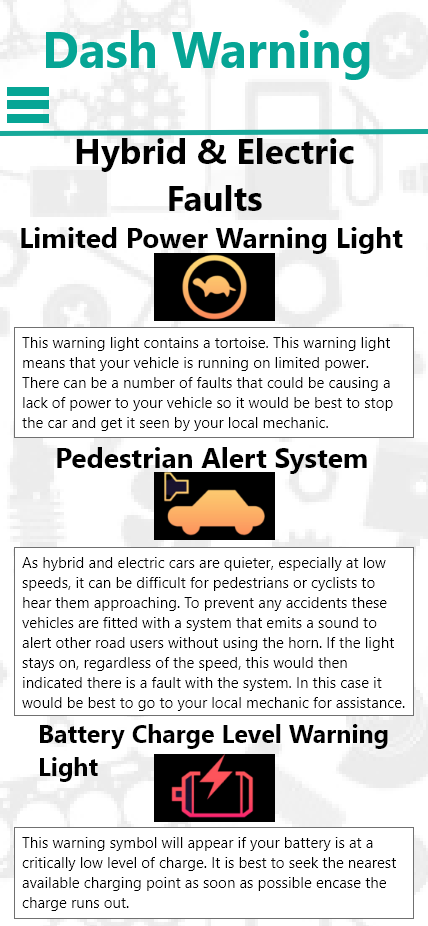 Dash Warning
Hybrid & Electric
Faults
Limited Power Warning Light
This warning light contains a tortoise. This warning light
means that your vehicle is running on limited power.
There can be a number of faults that could be causing a
lack of power to your vehicle so it would be best to stop
the car and get it seen by your local mechanic.
Pedestrian Alert System
As hybrid and electric cars are quieter, especially at low
speeds, it can be difficult for pedestrians or cyclists to
hear them approaching. To prevent any accidents these
vehicles are fitted with a system that emits a sound to
alert other road users without using the horn. If the light
stays on, regardless of the speed, this would then
indicated there is a fault with the system. In this case it
would be best to go to your local mechanic for assistance.
Battery Charge Level Warning
Light
This warning symbol will appear if your battery is at a
critically low level of charge. It is best to seek the nearest
available charging point as soon as possible encase the
charge runs out.